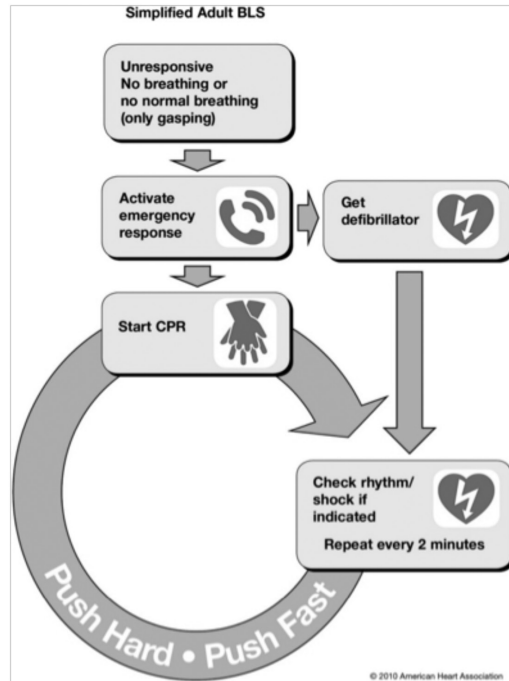 Simplified Adult BLS
Unresponsive
No breathing or
no normal breathing
(only gasping)
Activate
emergency
response
Get
defibrillator
Start CPR
Check rhythm/
shock if
indicated
Repeat every 2 minutes
Push Hard • Push Fast
© 2010 American Heart Association